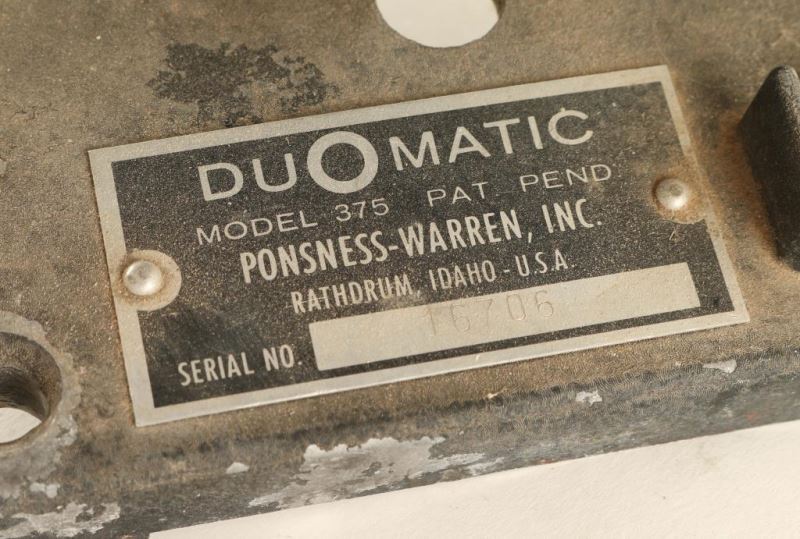 DUOMATIC
MODEL 375 PAT. PEND
PONSNESS-WARREN, INC.
RATHDRUM, IDAHO - U.S.A.
SERIAL NO. 16706